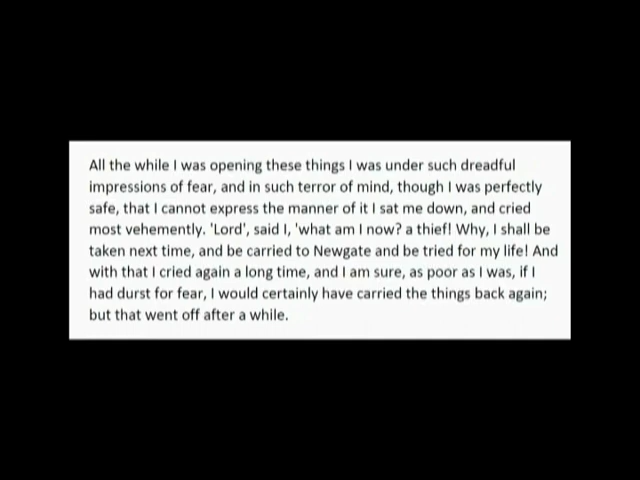 All the while I was opening these things I was under such dreadful
impressions of fear, and in such terror of mind, though I was perfectly
safe, that I cannot express the manner of it I sat me down, and cried
most vehemently. 'Lord', said I, 'what am I now? a thief! Why, I shall be
taken next time, and be carried to Newgate and be tried for my life! And
with that I cried again a long time, and I am sure, as poor as I was, if I
had durst for fear, I would certainly have carried the things back again;
but that went off after a while.